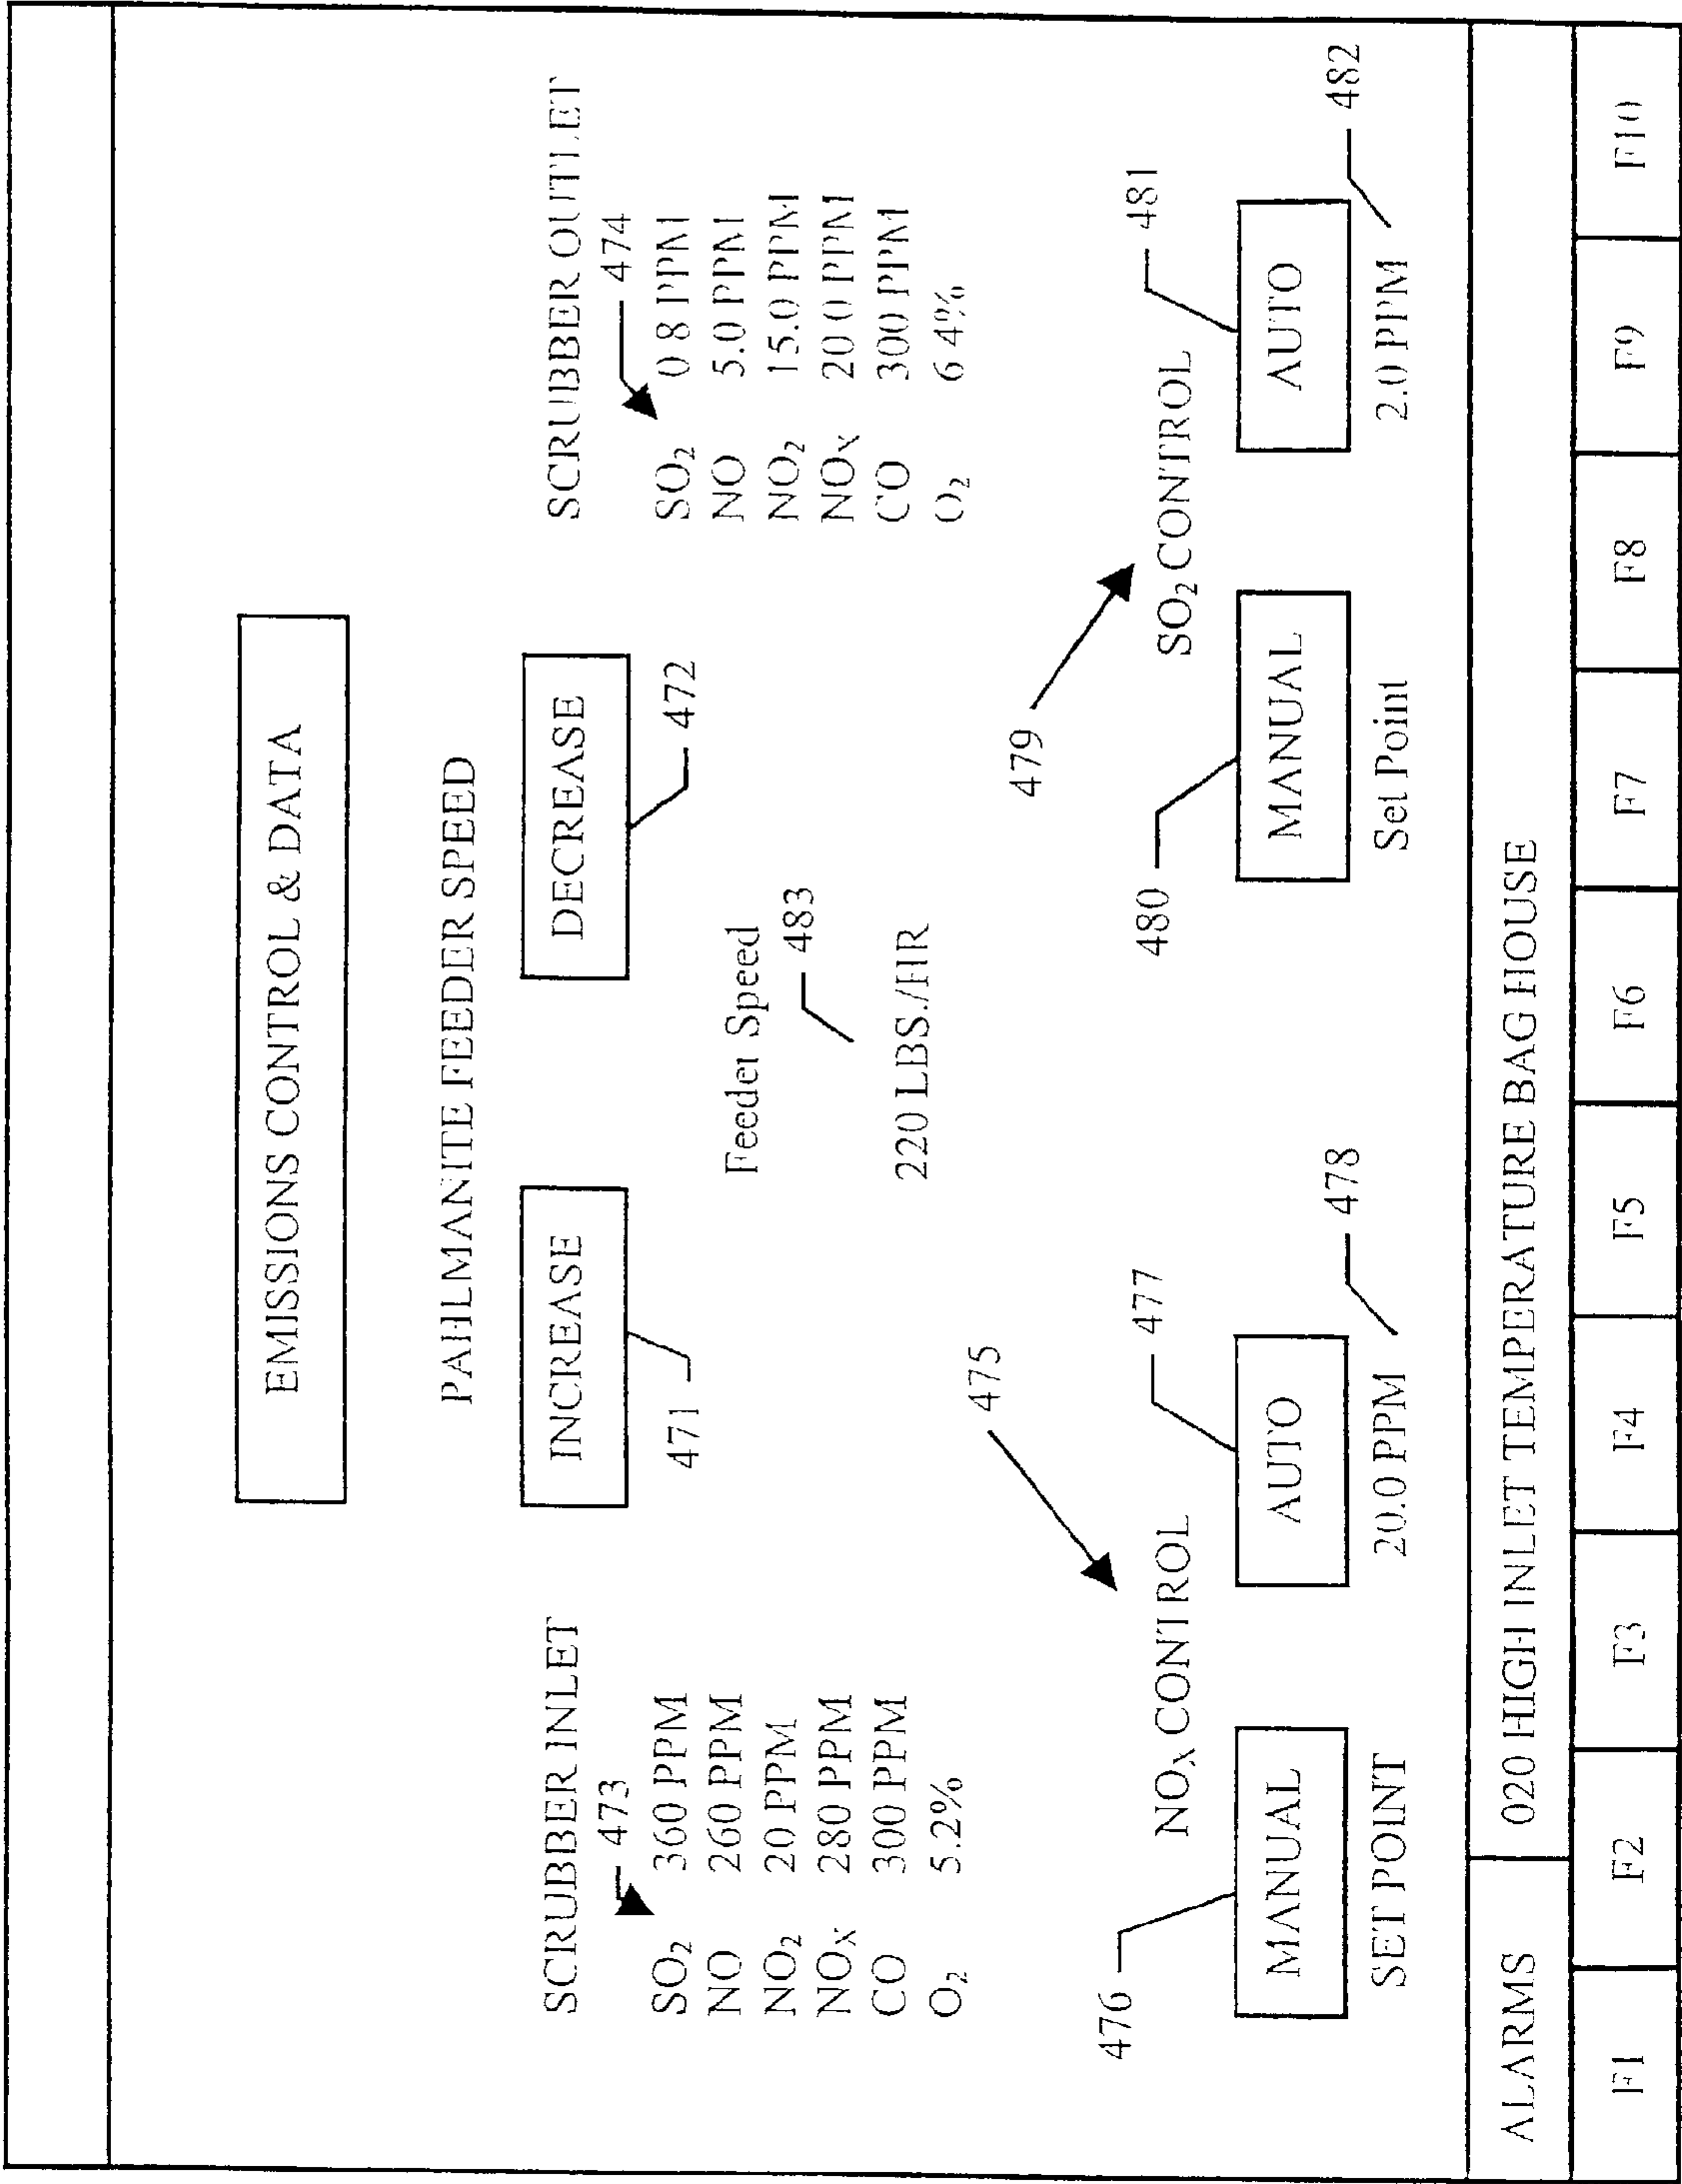 EMISSIONS CONTROL & DATA
PAHLMANITE FEEDER SPEED
INCREASE
DECREASE
471
472
Feeder Speed
483
220 LBS./HR
SCRUBBER INLET
473
SO₂ 360 PPM
NO 260 PPM
NO₂ 20 PPM
NOₓ 280 PPM
CO 300 PPM
O₂ 5.2%
SCRUBBER OUTLET
474
SO₂ 0.8 PPM
NO 5.0 PPM
NO₂ 15.0 PPM
NOₓ 20.0 PPM
CO 300 PPM
O₂ 6.4%
475
NOₓ CONTROL
476
477
MANUAL
AUTO
SET POINT
20.0 PPM
478
479
SO₂ CONTROL
480
481
MANUAL
AUTO
Set Point
2.0 PPM
482
ALARMS
020 HIGH INLET TEMPERATURE BAG HOUSE
F1 F2 F3 F4 F5 F6 F7 F8 F9 F10